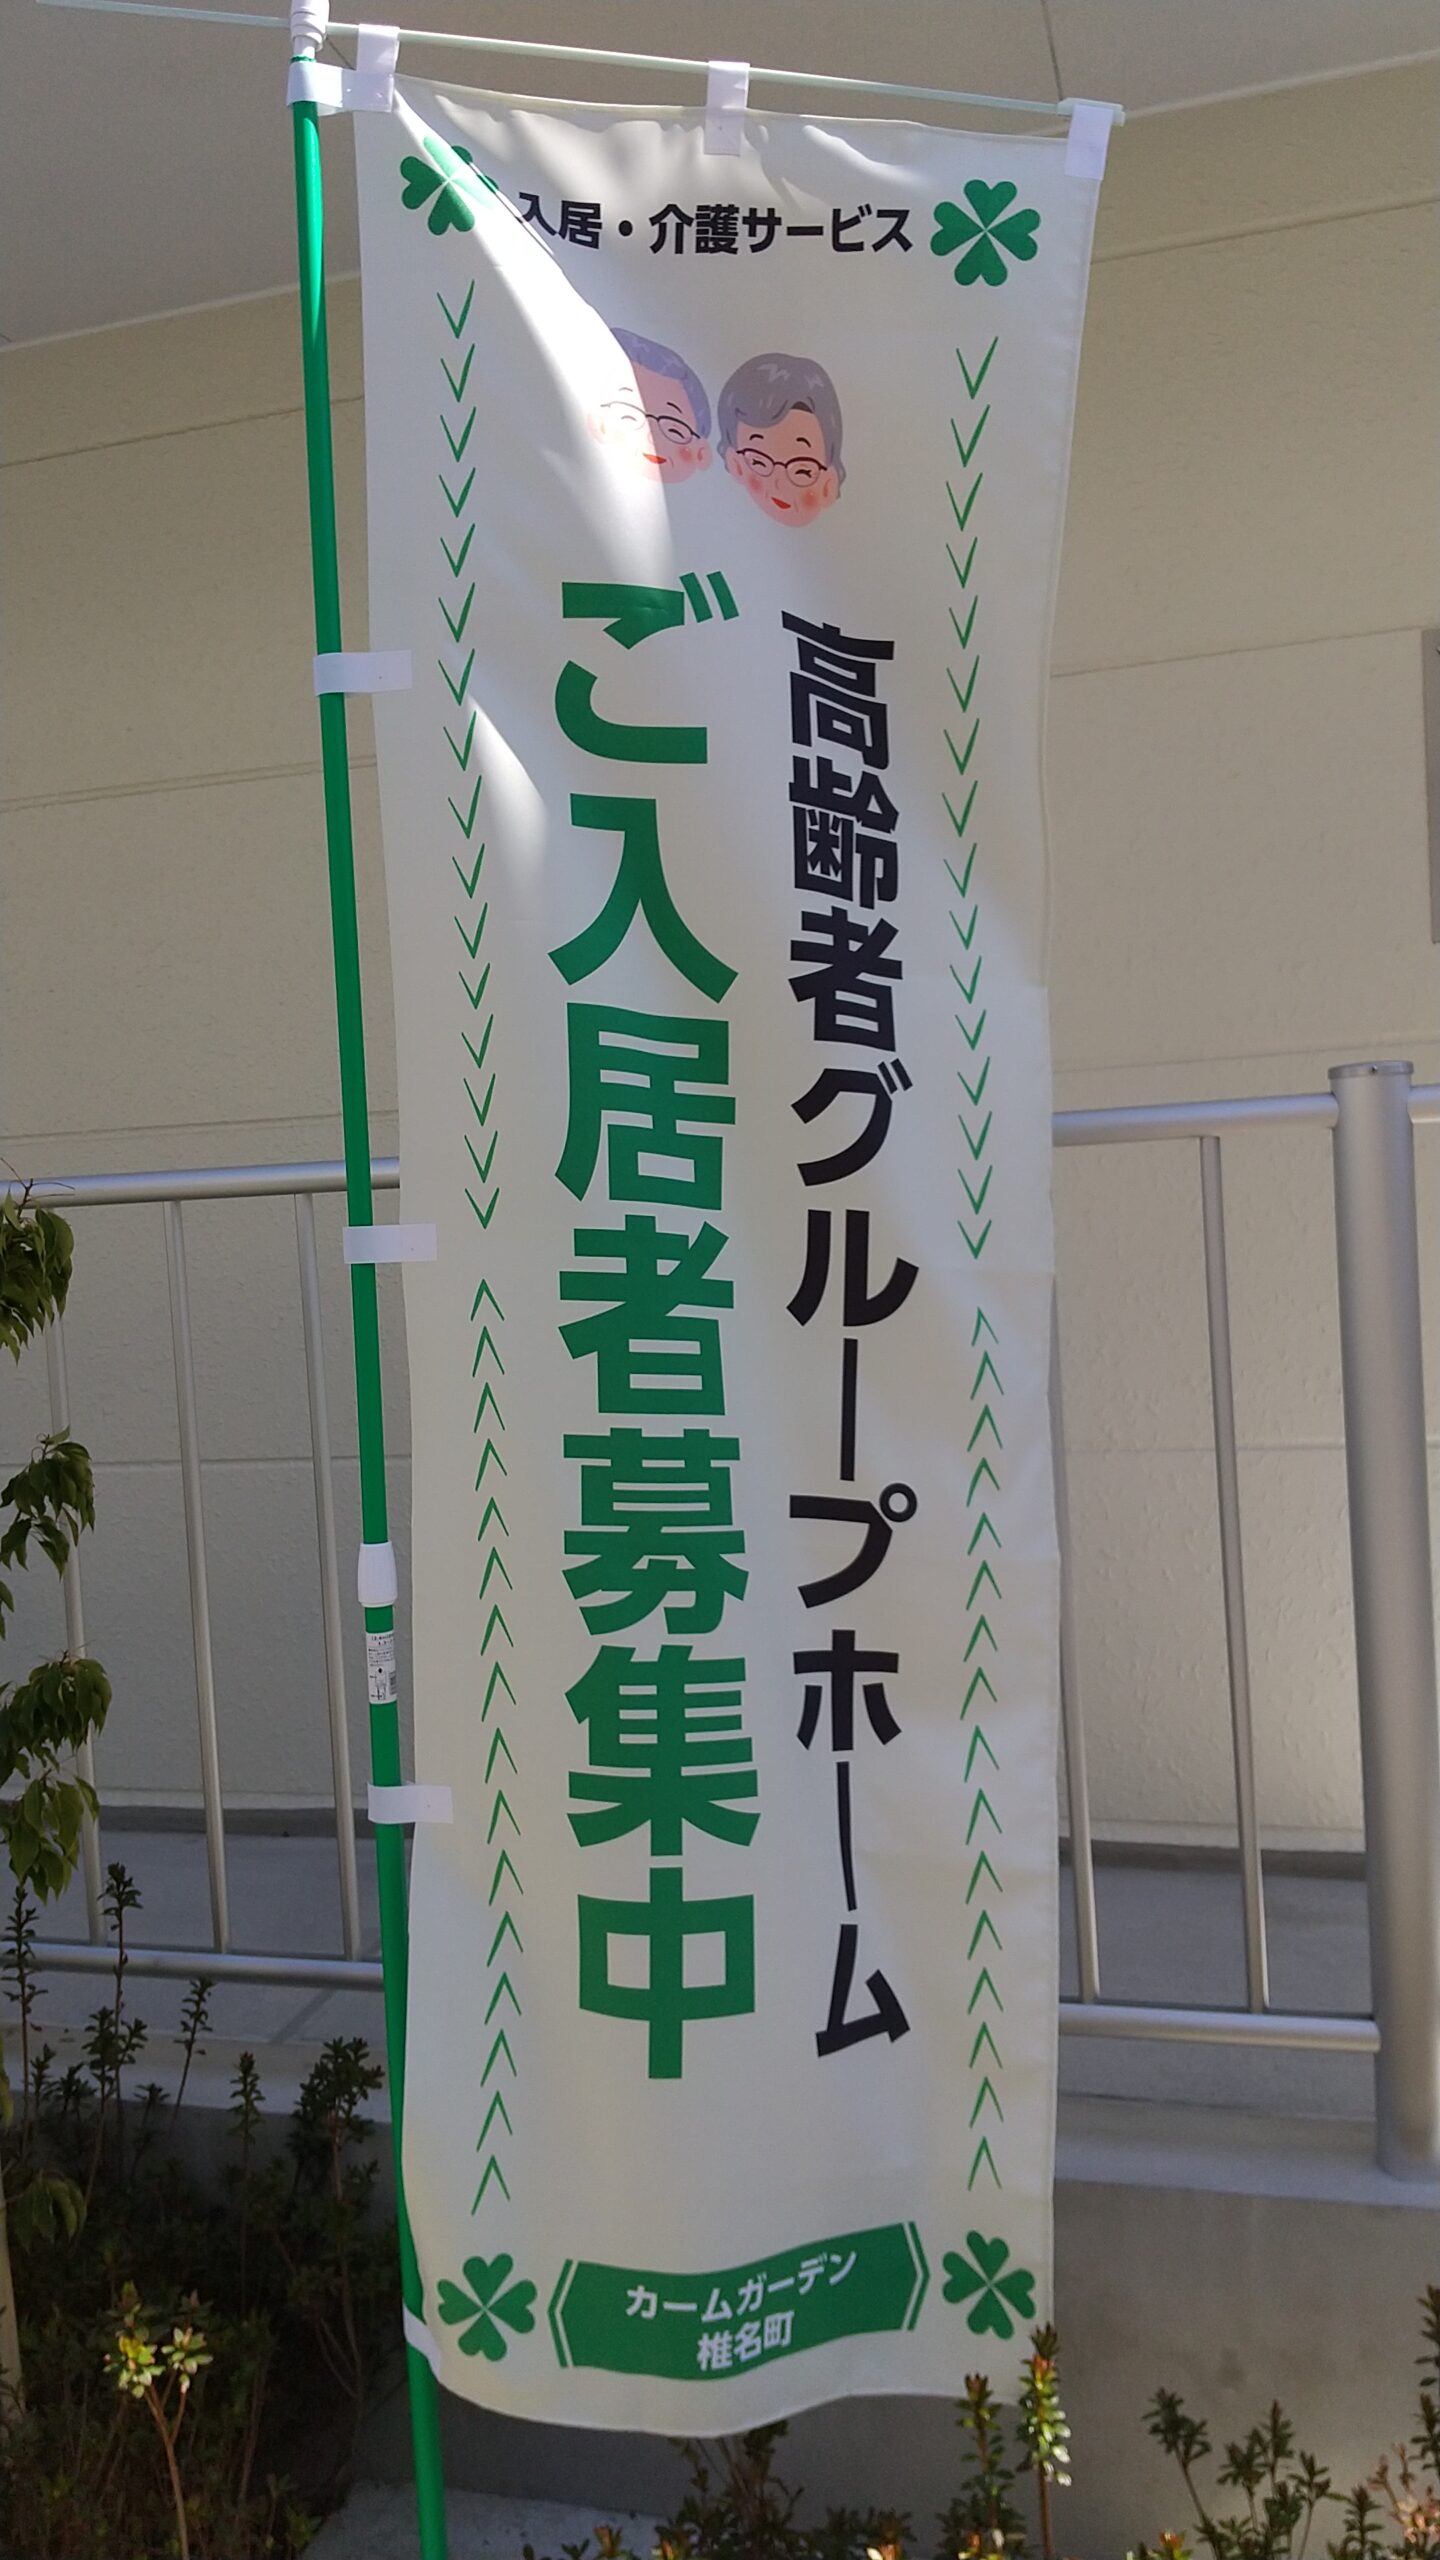 入居・介護サービス
高齢者グループホーム
ご入居者募集中
カームガーデン
椎名町